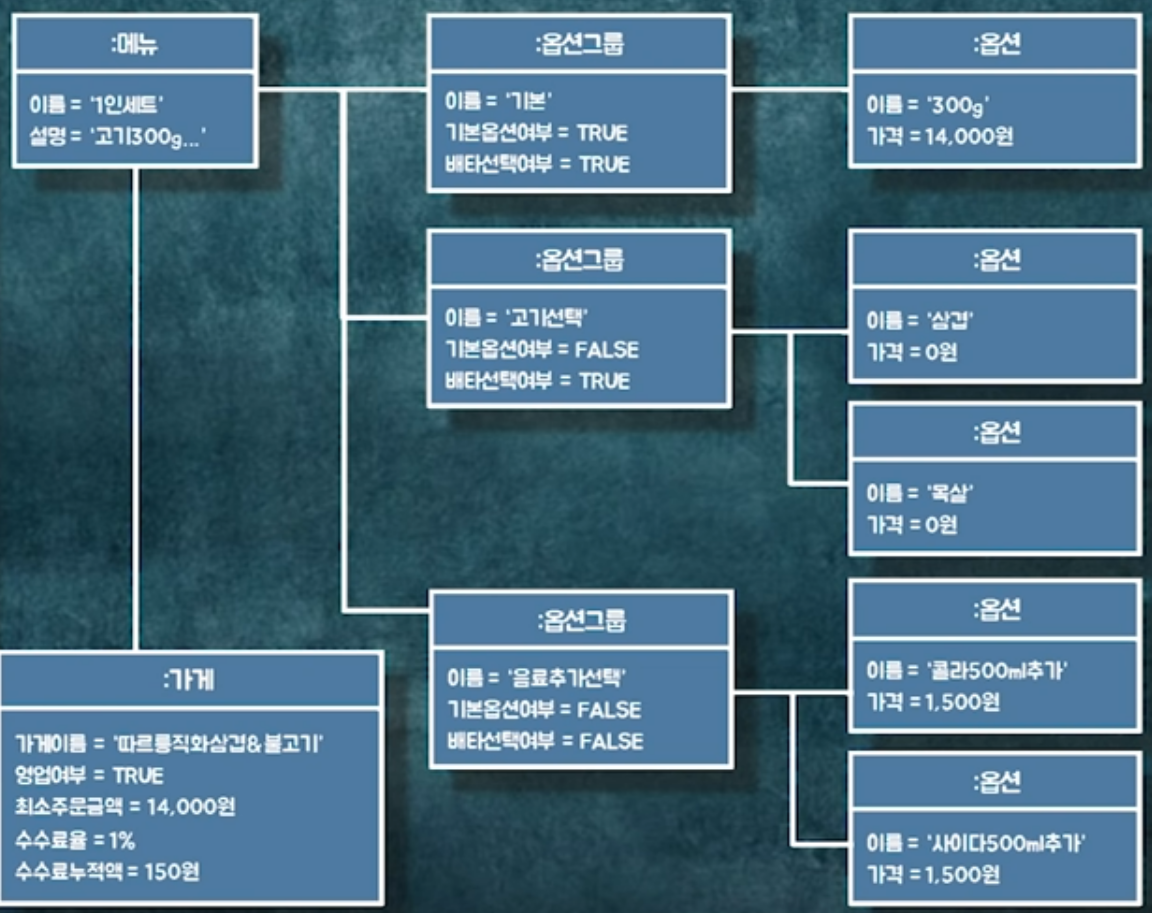 :메뉴
이름 = '1인세트'
설명 = '고기300g...'
:옵션그룹
이름 = '기본'
기본옵션여부 = TRUE
배타선택여부 = TRUE
:옵션
이름 = '300g'
가격 = 14,000원
:옵션그룹
이름 = '고기선택'
기본옵션여부 = FALSE
배타선택여부 = TRUE
:옵션
이름 = '삼겹'
가격 = 0원
:옵션
이름 = '목살'
가격 = 0원
:옵션그룹
이름 = '음료추가선택'
기본옵션여부 = FALSE
배타선택여부 = FALSE
:옵션
이름 = '콜라500ml추가'
가격 = 1,500원
:옵션
이름 = '사이다500ml추가'
가격 = 1,500원
:가게
가게이름 = '따르릉직화삼겹&불고기'
영업여부 = TRUE
최소주문금액 = 14,000원
수수료율 = 1%
수수료누적액 = 150원